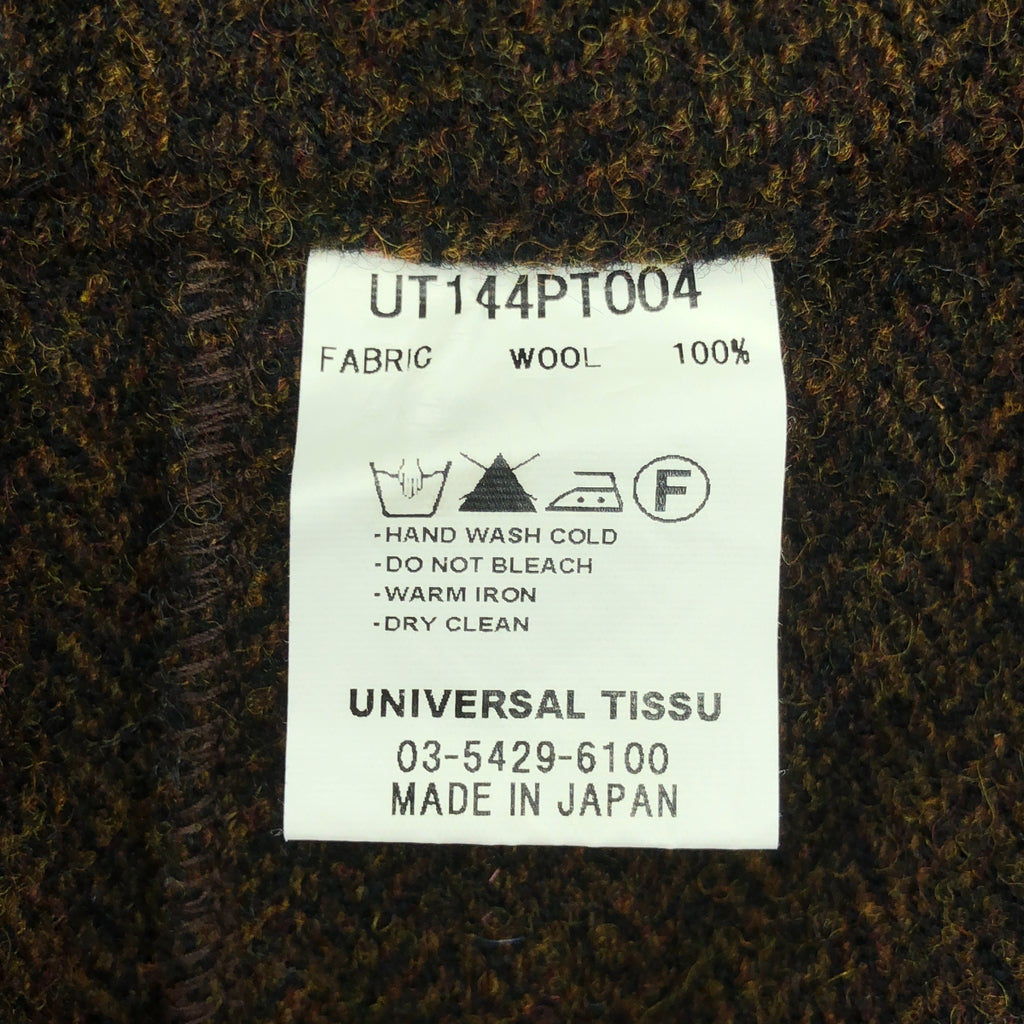 UT144PT004
FABRIC WOOL 100%
F
-HAND WASH COLD
-DO NOT BLEACH
-WARM IRON
-DRY CLEAN
UNIVERSAL TISSU
03-5429-6100
MADE IN JAPAN